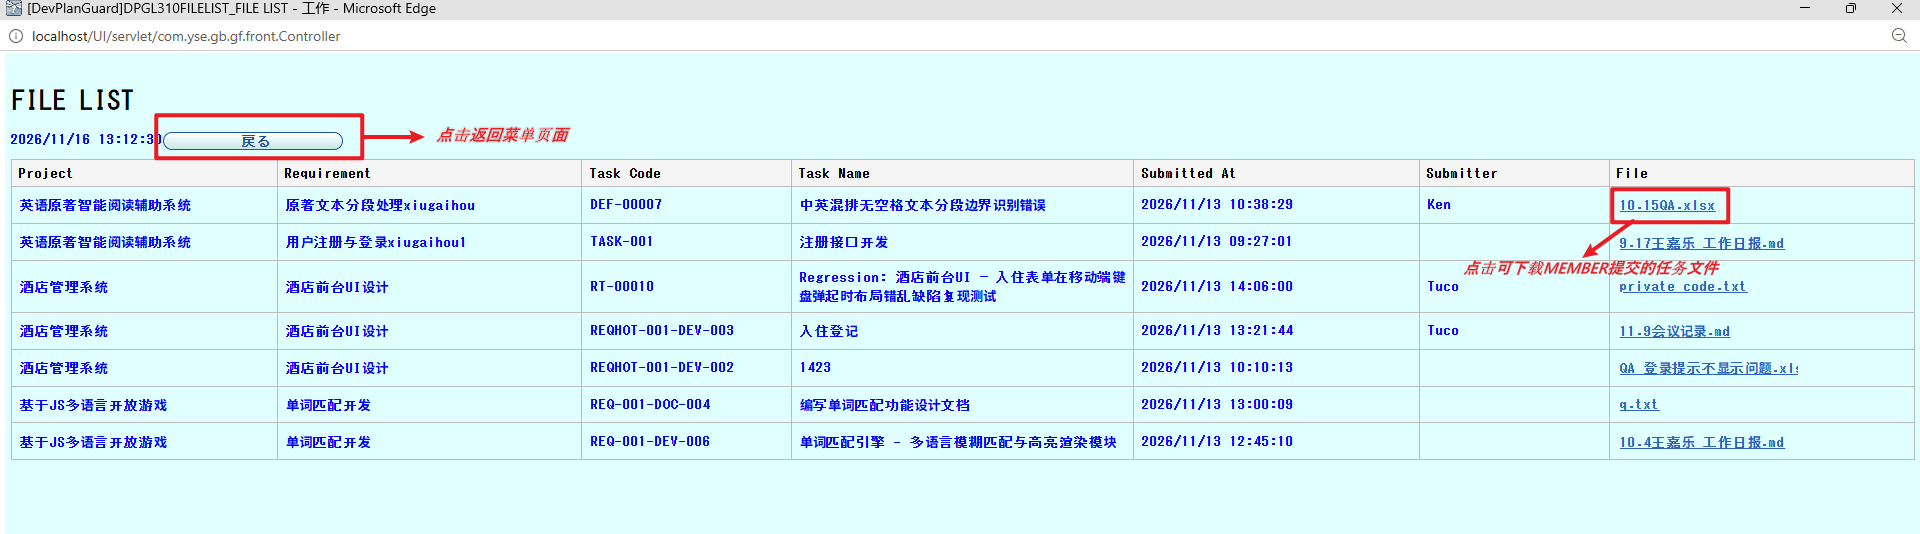 [DevPlanGuard]DPGL310FILELIST_FILE LIST - 工作 - Microsoft Edge
localhost/UI/servlet/com.yse.gb.gf.front.Controller
FILE LIST
2026/11/16 13:12:30 戻る 点击返回菜单页面
Project Requirement Task Code Task Name Submitted At Submitter File
英语原著智能阅读辅助系统 原著文本分段处理xiugaihou DEF-00007 中英混排无空格文本分段边界识别错误 2026/11/13 10:38:29 Ken 10.15QA.xlsx
英语原著智能阅读辅助系统 用户注册与登录xiugaihou1 TASK-001 注册接口开发 2026/11/13 09:27:01 9.17王嘉乐_工作日报.md
点击可下载MEMBER提交的任务文件
酒店管理系统 酒店前台UI设计 RT-00010 Regression: 酒店前台UI - 入住表单在移动端键
盘弹起时布局错乱缺陷复现测试 2026/11/13 14:06:00 Tuco private_code.txt
酒店管理系统 酒店前台UI设计 REQHOT-001-DEV-003 入住登记 2026/11/13 13:21:44 Tuco 11.9会议记录.md
酒店管理系统 酒店前台UI设计 REQHOT-001-DEV-002 1423 2026/11/13 10:10:13 QA_登录提示不显示问题.xls
基于JS多语言开放游戏 单词匹配开发 REQ-001-DOC-004 编写单词匹配功能设计文档 2026/11/13 13:00:09 q.txt
基于JS多语言开放游戏 单词匹配开发 REQ-001-DEV-006 单词匹配引擎 - 多语言模糊匹配与高亮渲染模块 2026/11/13 12:45:10 10.4王嘉乐_工作日报.md